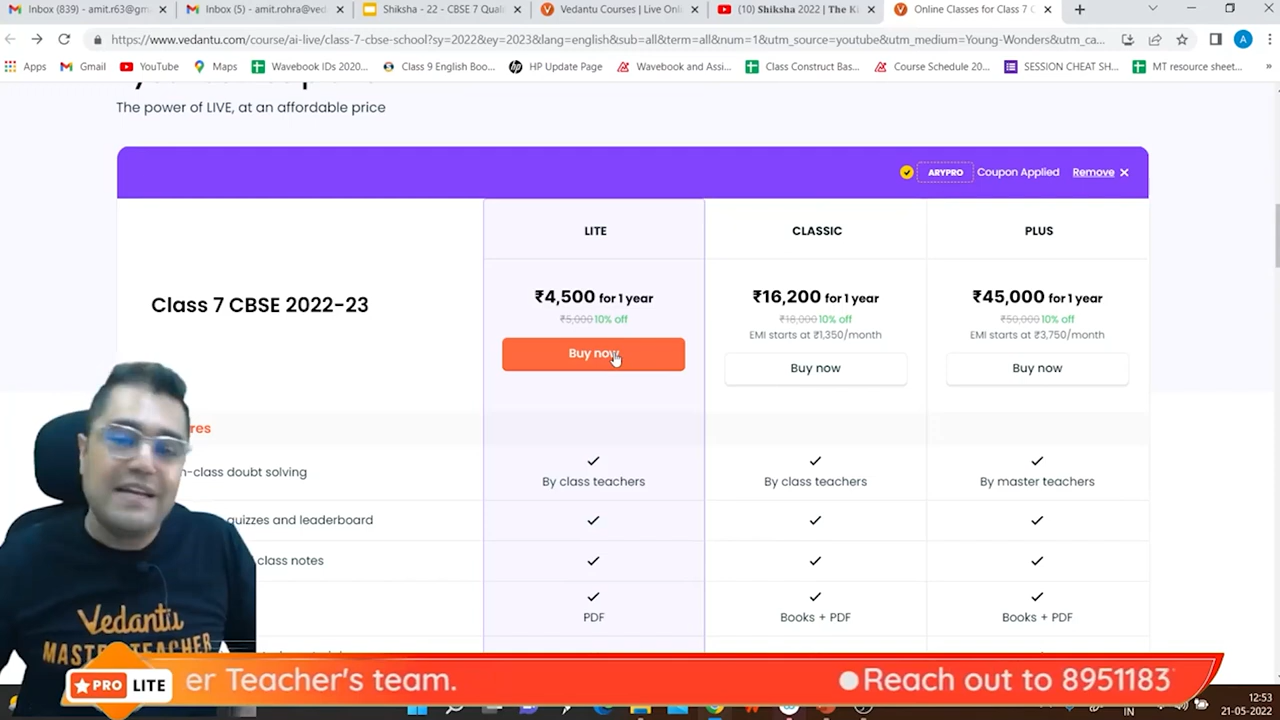 Inbox (839) - amit.r63@gm
Inbox (5) - amit.rohra@ved
Shiksha - 22 - CBSE 7 Quali
Vedantu Courses | Live Onl
(10) Shiksha 2022 | The Ki
Online Classes for Class 7 C
https://www.vedantu.com/course/ai-live/class-7-cbse-school?sy=2022&ey=2023&lang=english&sub=all&term=all&num=1&utm_source=youtube&utm_medium=Young-Wonders&utm_ca...
A
Apps
Gmail
YouTube
Maps
Wavebook IDs 2020...
Class 9 English Boo...
HP Update Page
Wavebook and Assi...
Class Construct Bas...
Course Schedule 20...
SESSION CHEAT SH...
MT resource sheet...
»
The power of LIVE, at an affordable price
ARYPRO Coupon Applied Remove
LITE
CLASSIC
PLUS
Class 7 CBSE 2022-23
₹4,500 for 1 year
₹5,000 10% off
Buy now
₹16,200 for 1 year
₹18,000 10% off
EMI starts at ₹1,350/month
Buy now
₹45,000 for 1 year
₹50,000 10% off
EMI starts at ₹3,750/month
Buy now
res
n-class doubt solving
By class teachers
By class teachers
By master teachers
quizzes and leaderboard
class notes
PDF
Books + PDF
Books + PDF
Vedantu
MASTER TEACHER
PRO LITE
er Teacher's team.
Reach out to 8951183
IN
12:53
21-05-2022